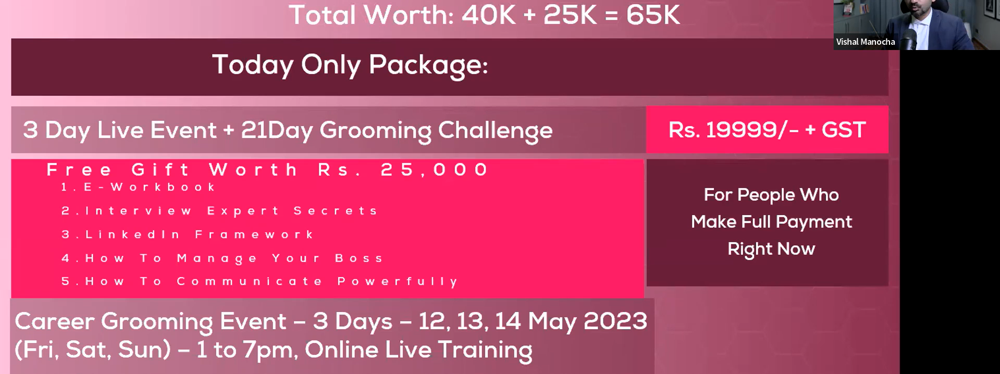 Total Worth: 40K + 25K = 65K
Vishal Manocha
Today Only Package:
3 Day Live Event + 21Day Grooming Challenge
Rs. 19999/- + GST
Free Gift Worth Rs. 25,000
1.E-Workbook
2.Interview Expert Secrets
3.LinkedIn Framework
4.How To Manage Your Boss
5.How To Communicate Powerfully
For People Who
Make Full Payment
Right Now
Career Grooming Event – 3 Days – 12, 13, 14 May 2023
(Fri, Sat, Sun) – 1 to 7pm, Online Live Training